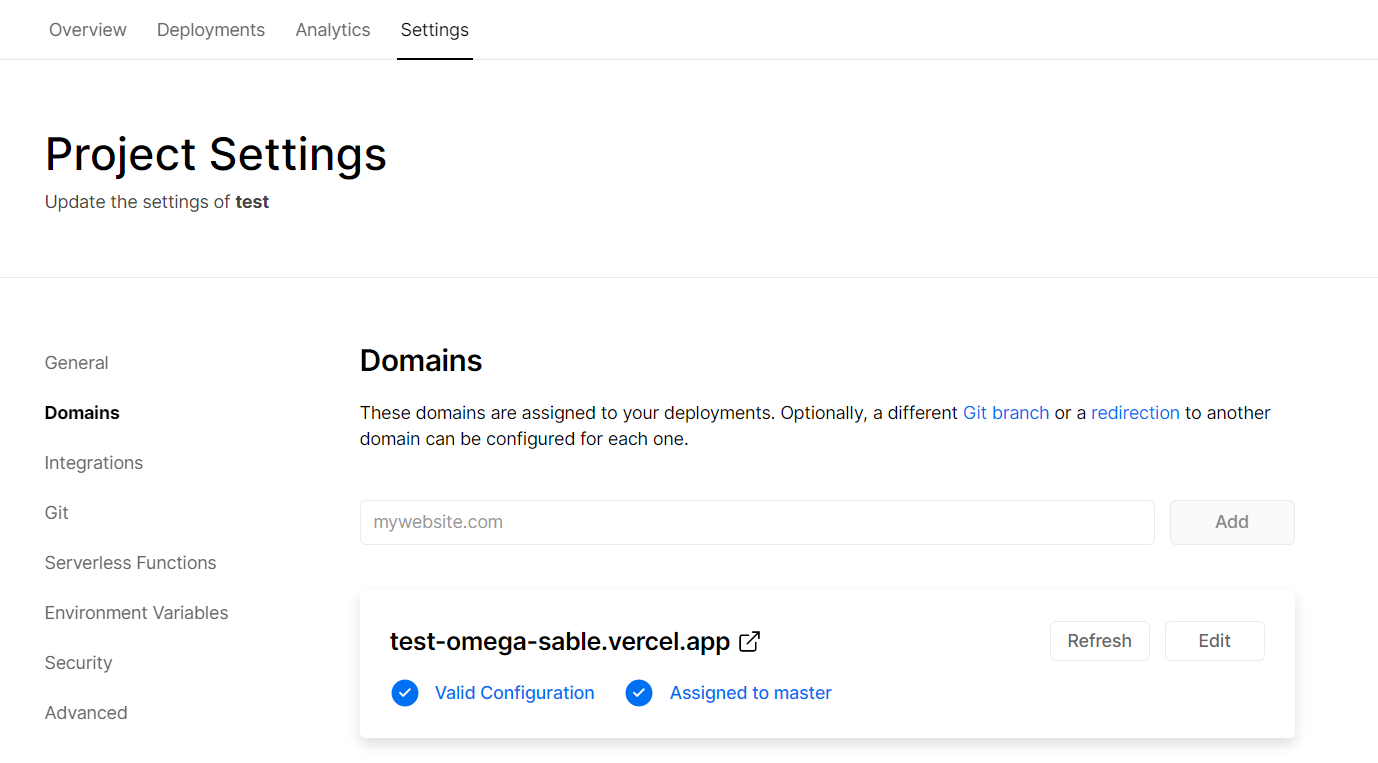 Overview Deployments Analytics Settings
Project Settings
Update the settings of test
General
Domains
Integrations
Git
Serverless Functions
Environment Variables
Security
Advanced
Domains
These domains are assigned to your deployments. Optionally, a different Git branch or a redirection to another
domain can be configured for each one.
mywebsite.com Add
test-omega-sable.vercel.app Refresh Edit
Valid Configuration Assigned to master